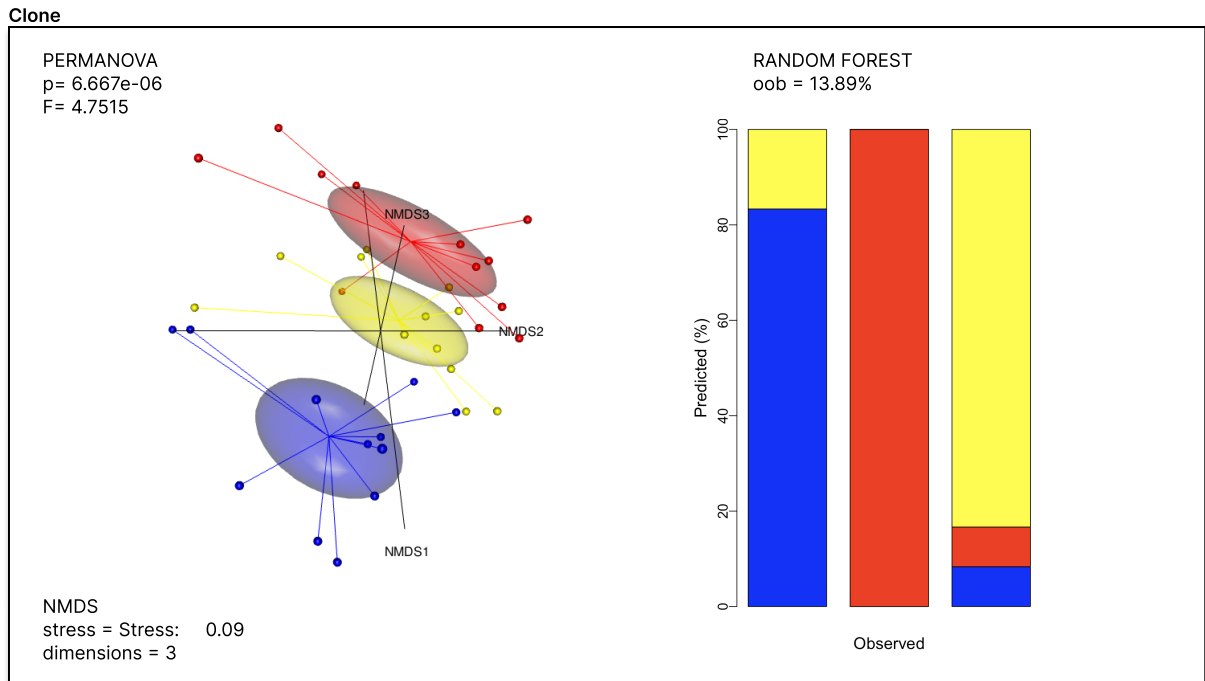 Clone
PERMANOVA
p= 6.667e-06
F= 4.7515
NMDS3
NMDS2
NMDS1
NMDS
stress = Stress: 0.09
dimensions = 3
RANDOM FOREST
oob = 13.89%
100
80
60
40
20
0
Predicted (%)
Observed